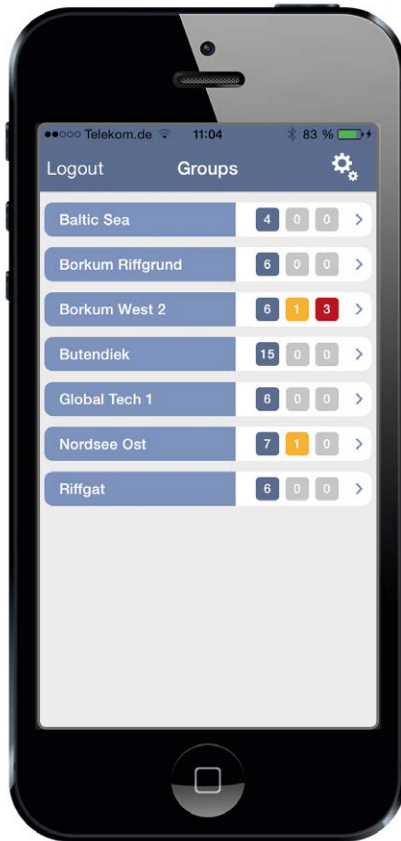 Telekom.de 11:04 83 %
Logout Groups
Baltic Sea 4 0 0
Borkum Riffgrund 6 0 0
Borkum West 2 6 1 3
Butendiek 15 0 0
Global Tech 1 6 0 0
Nordsee Ost 7 1 0
Riffgat 6 0 0